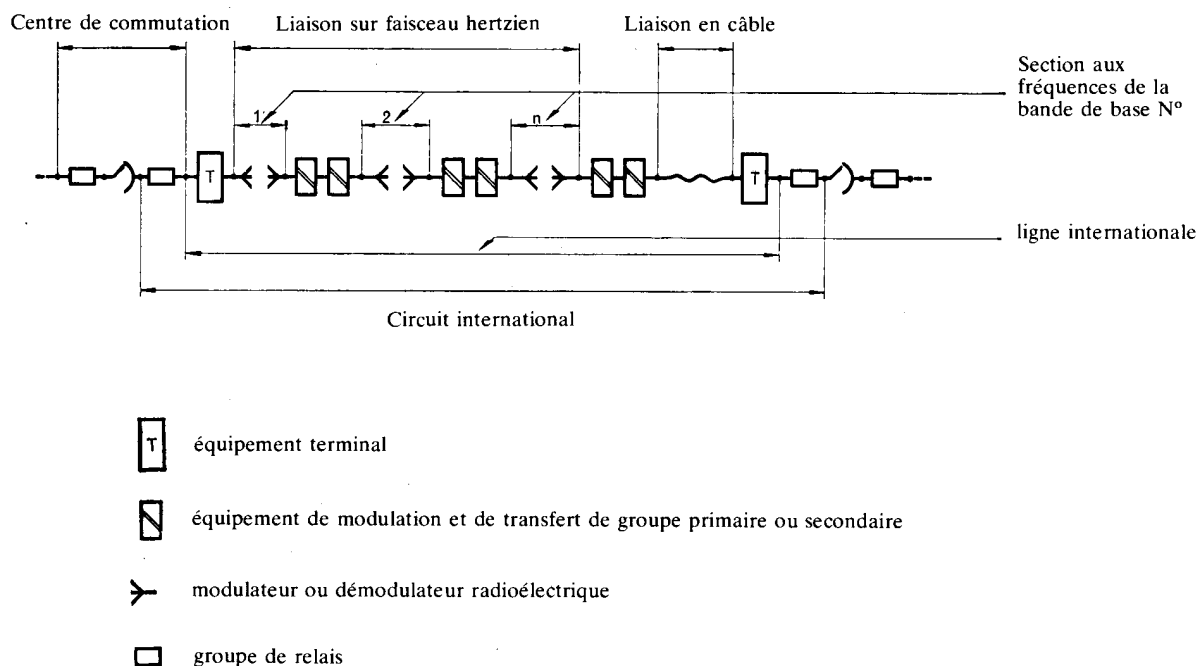 Centre de commutation
Liaison sur faisceau hertzien
Liaison en câble
Section aux
fréquences de la
bande de base N°
1
2
n
T
T
ligne internationale
Circuit international
T
équipement terminal
équipement de modulation et de transfert de groupe primaire ou secondaire
modulateur ou démodulateur radioélectrique
groupe de relais